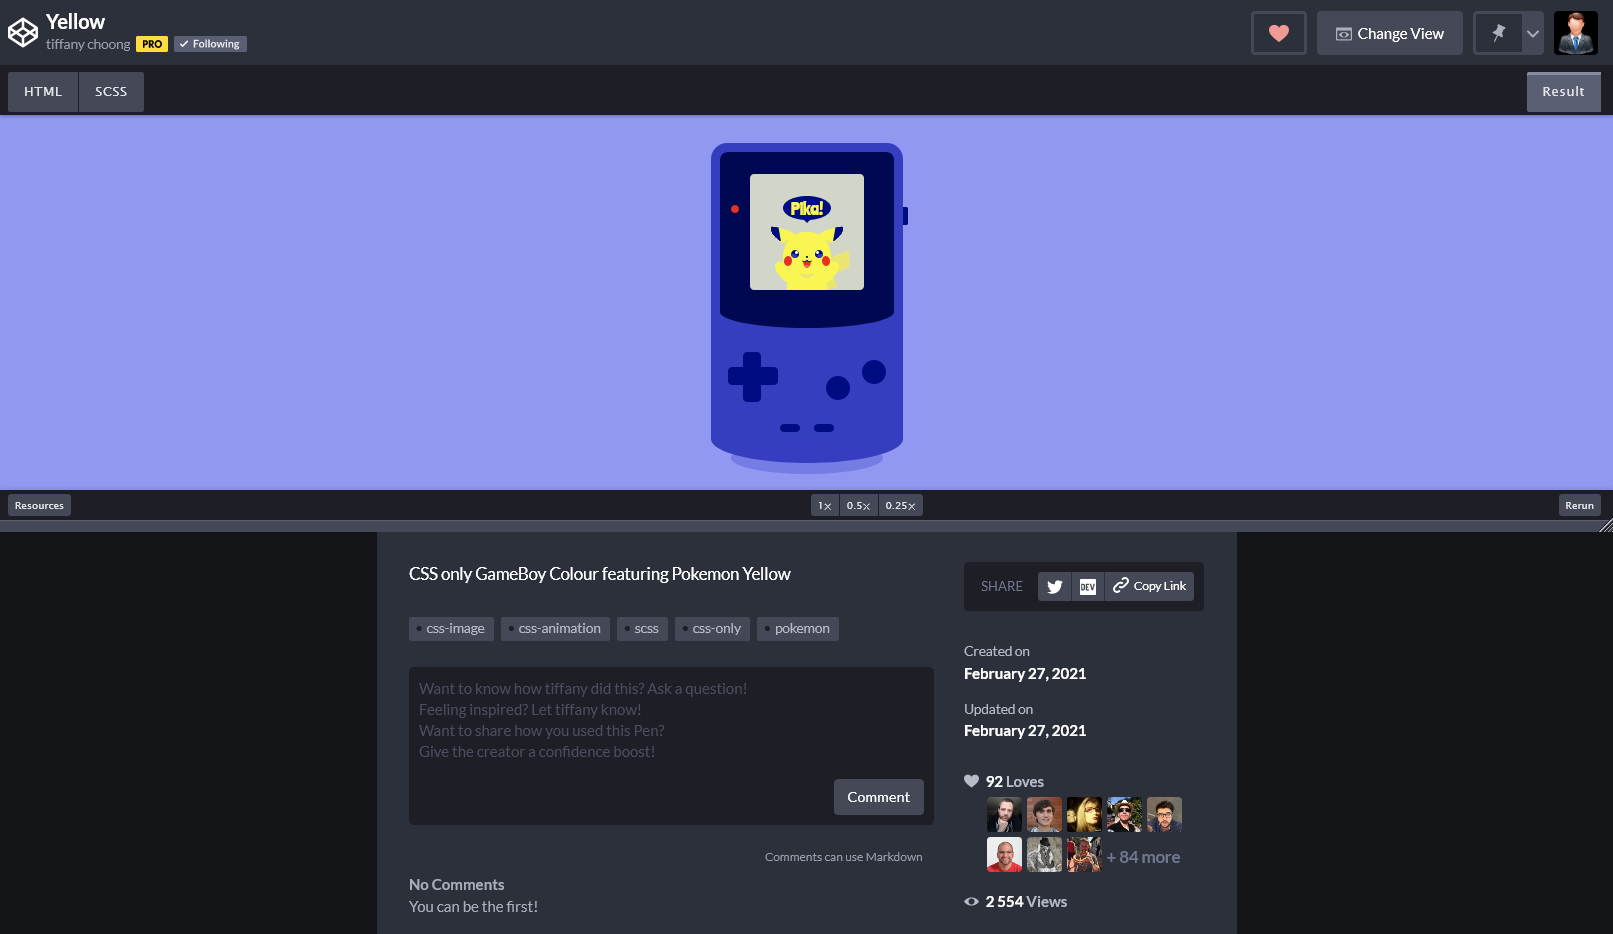 Yellow
tiffany choong PRO ✓ Following
Change View
HTML SCSS
Result
Pika!
Resources
1× 0.5× 0.25×
Rerun
CSS only GameBoy Colour featuring Pokemon Yellow
css-image css-animation scss css-only pokemon
Want to know how tiffany did this? Ask a question!
Feeling inspired? Let tiffany know!
Want to share how you used this Pen?
Give the creator a confidence boost!
Comment
Comments can use Markdown
No Comments
You can be the first!
SHARE DEV Copy Link
Created on
February 27, 2021
Updated on
February 27, 2021
92 Loves
+ 84 more
2 554 Views